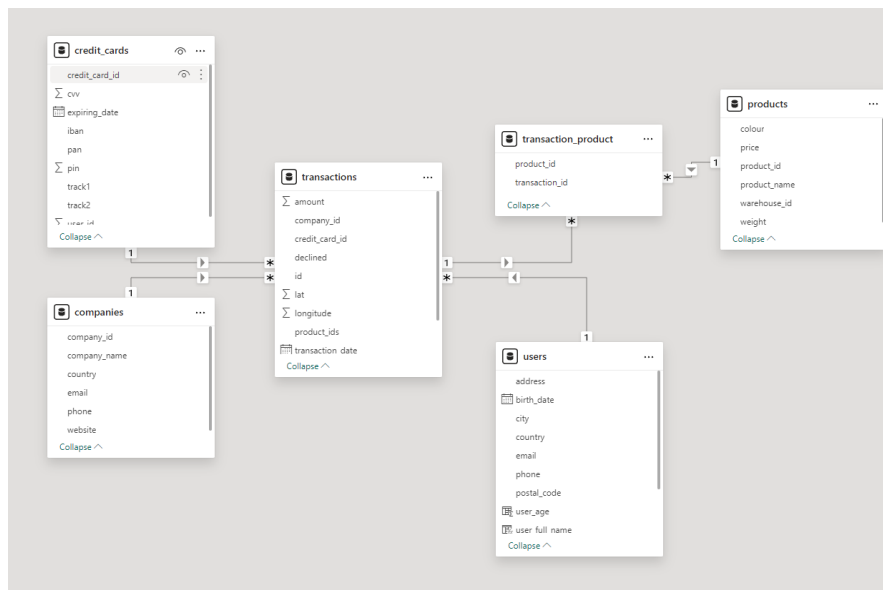 credit_cards
credit_card_id
cvv
expiring_date
iban
pan
pin
track1
track2
user_id
Collapse
1
*
transactions
amount
company_id
credit_card_id
declined
id
lat
longitude
product_ids
transaction_date
Collapse
1
*
companies
company_id
company_name
country
email
phone
website
Collapse
transaction_product
product_id
transaction_id
Collapse
1
*
*
1
products
colour
price
product_id
product_name
warehouse_id
weight
Collapse
*
1
users
address
birth_date
city
country
email
phone
postal_code
user_age
user full name
Collapse